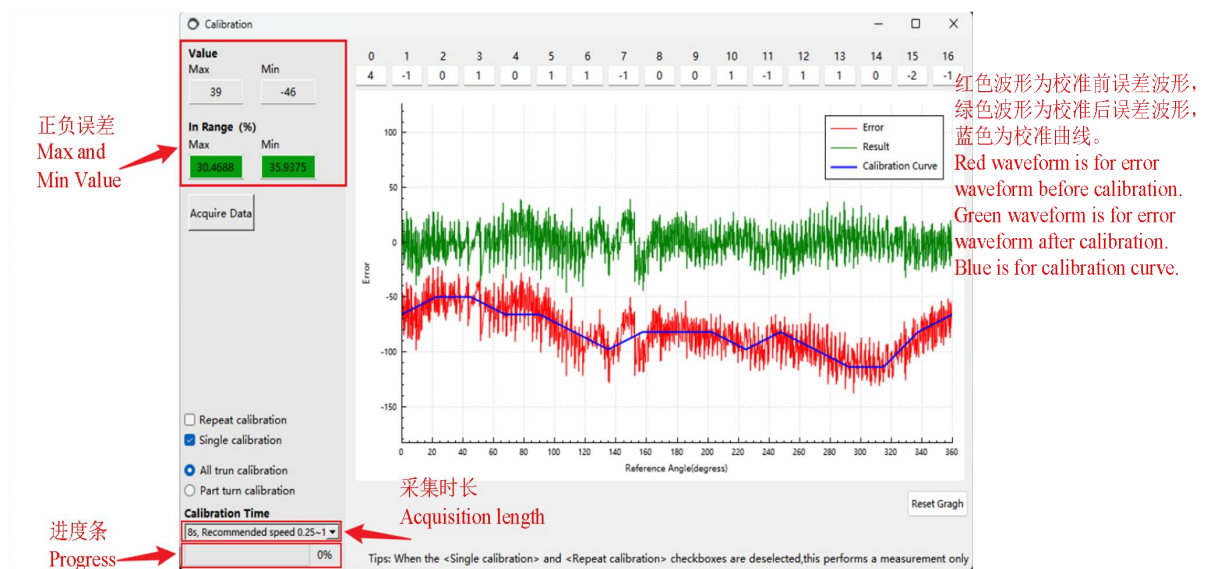 Calibration
Value
Max Min
39 -46
In Range (%)
Max Min
30.4688 35.9375
Acquire Data
正负误差
Max and
Min Value
0 1 2 3 4 5 6 7 8 9 10 11 12 13 14 15 16
4 -1 0 1 0 1 1 -1 0 0 1 -1 1 1 0 -2 -1
Error
Result
Calibration Curve
100
50
0
-50
-100
-150
Error
0 20 40 60 80 100 120 140 160 180 200 220 240 260 280 300 320 340 360
Reference Angle(degress)
红色波形为校准前误差波形，
绿色波形为校准后误差波形，
蓝色为校准曲线。
Red waveform is for error
waveform before calibration.
Green waveform is for error
waveform after calibration.
Blue is for calibration curve.
Repeat calibration
Single calibration
All trun calibration
Part turn calibration
Calibration Time
8s, Recommended speed 0.25~1
0%
采集时长
Acquisition length
进度条
Progress
Reset Gragh
Tips: When the <Single calibration> and <Repeat calibration> checkboxes are deselected,this performs a measurement only